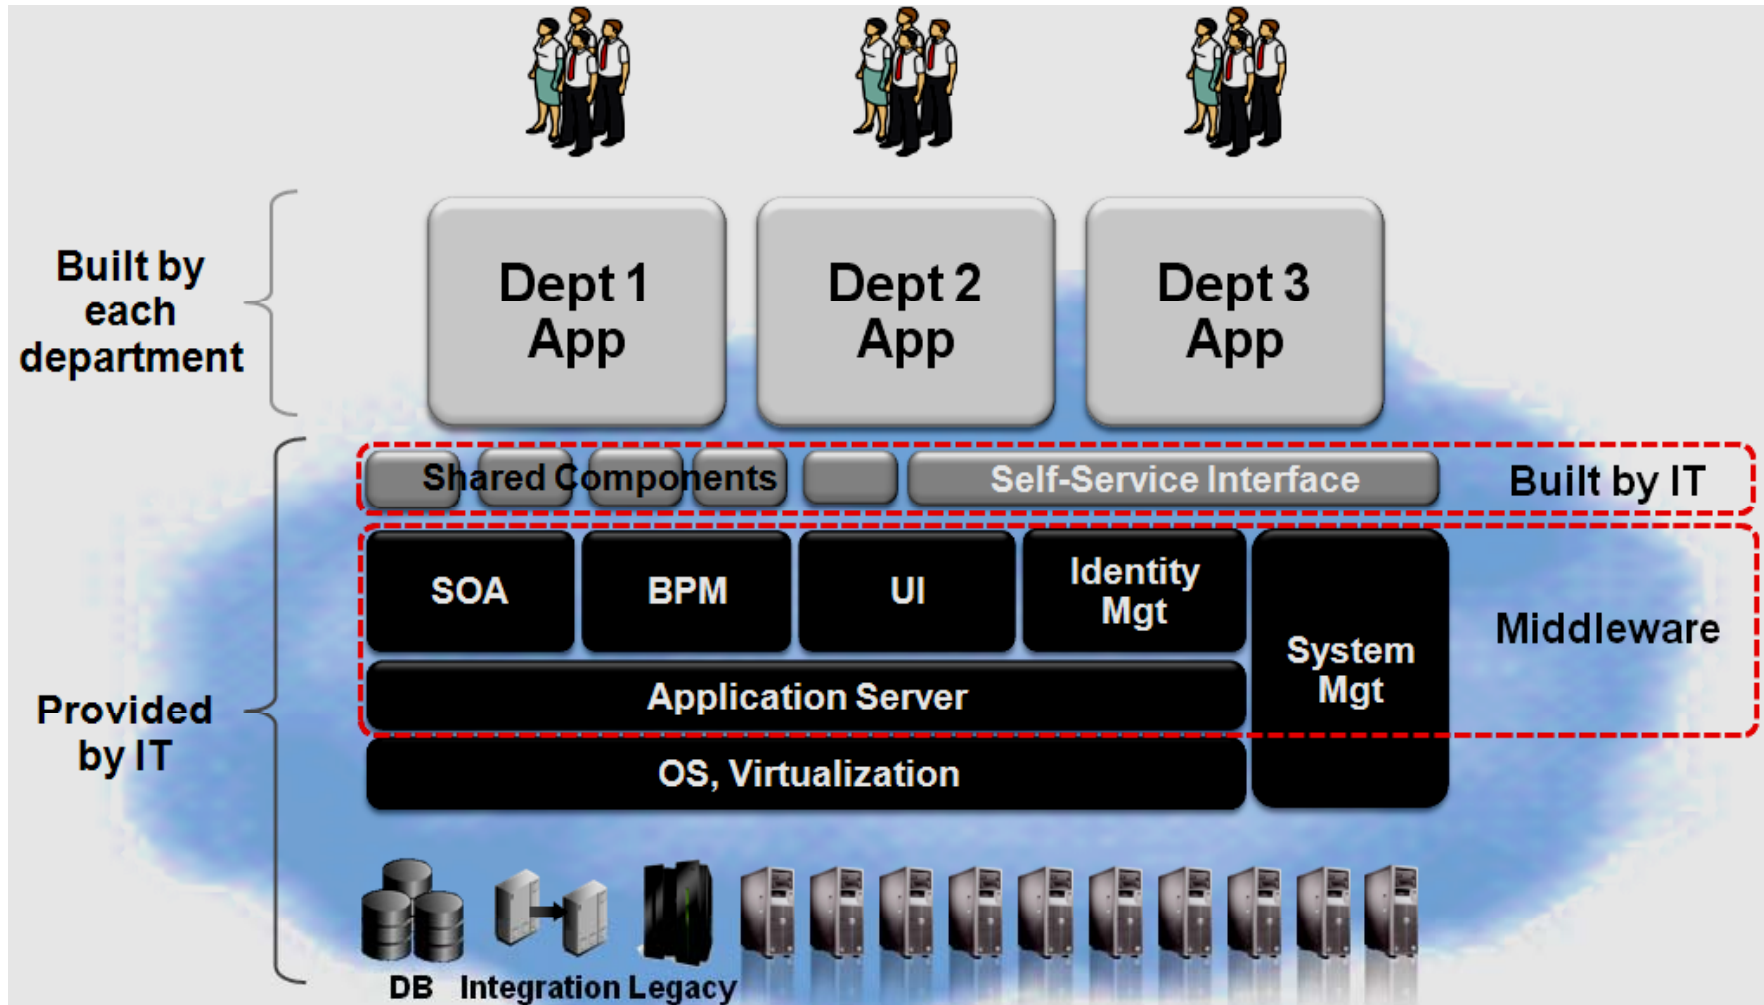 Built by
each
department
Dept 1
App
Dept 2
App
Dept 3
App
Shared Components
Self-Service Interface
Built by IT
SOA
BPM
UI
Identity
Mgt
System
Mgt
Middleware
Application Server
Provided
by IT
OS, Virtualization
DB
Integration
Legacy